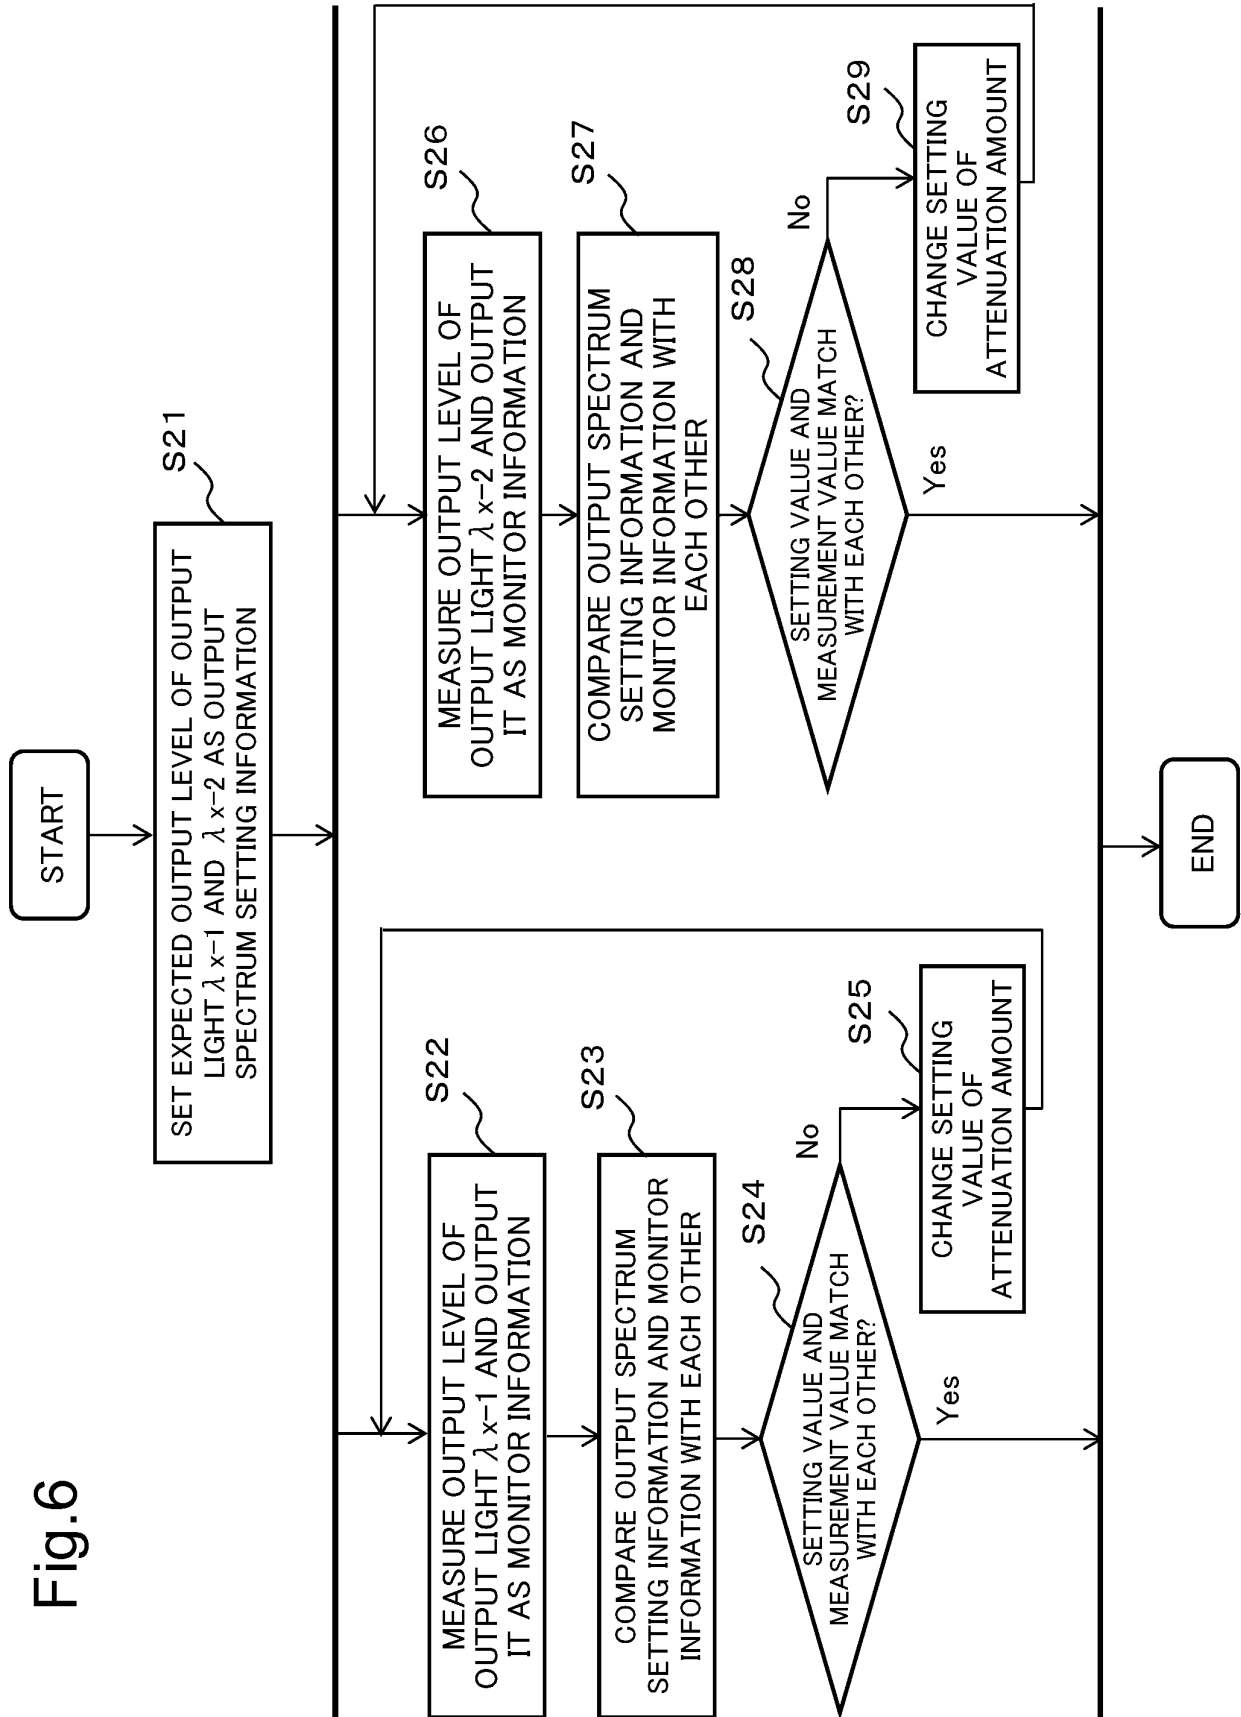 Fig.6
START
S21
SET EXPECTED OUTPUT LEVEL OF OUTPUT
LIGHT λ x-1 AND λ x-2 AS OUTPUT
SPECTRUM SETTING INFORMATION
S22
MEASURE OUTPUT LEVEL OF
OUTPUT LIGHT λ x-1 AND OUTPUT
IT AS MONITOR INFORMATION
S23
COMPARE OUTPUT SPECTRUM
SETTING INFORMATION AND MONITOR
INFORMATION WITH EACH OTHER
S24
SETTING VALUE AND
MEASUREMENT VALUE MATCH
WITH EACH OTHER?
No
Yes
S25
CHANGE SETTING
VALUE OF
ATTENUATION AMOUNT
S26
MEASURE OUTPUT LEVEL OF
OUTPUT LIGHT λ x-2 AND OUTPUT
IT AS MONITOR INFORMATION
S27
COMPARE OUTPUT SPECTRUM
SETTING INFORMATION AND
MONITOR INFORMATION WITH
EACH OTHER
S28
SETTING VALUE AND
MEASUREMENT VALUE MATCH
WITH EACH OTHER?
No
Yes
S29
CHANGE SETTING
VALUE OF
ATTENUATION AMOUNT
END